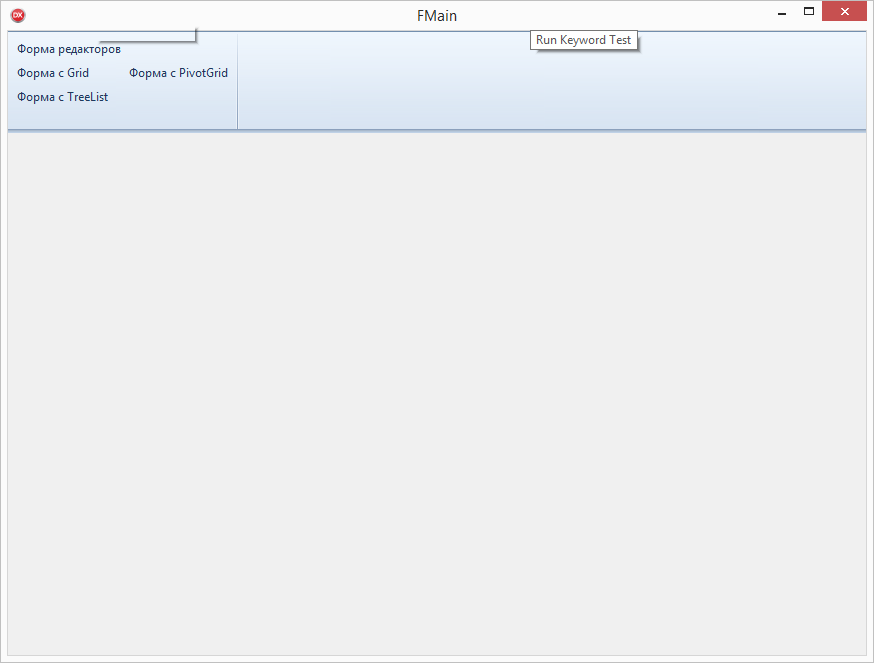 DX
FMain
Run Keyword Test
Форма редакторов
Форма с Grid
Форма с PivotGrid
Форма с TreeList